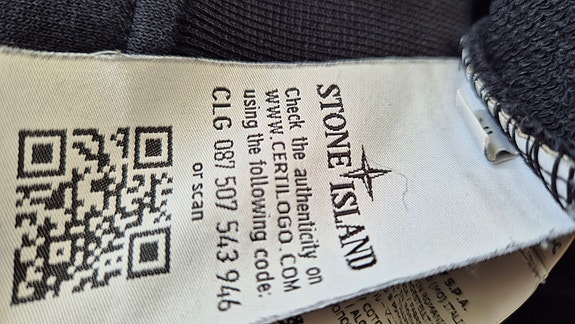 STONE ISLAND
Check the authenticity on
WWW.CERTILOGO.COM
using the following code:
CLG 087 507 543 946
or scan
S.P.A.